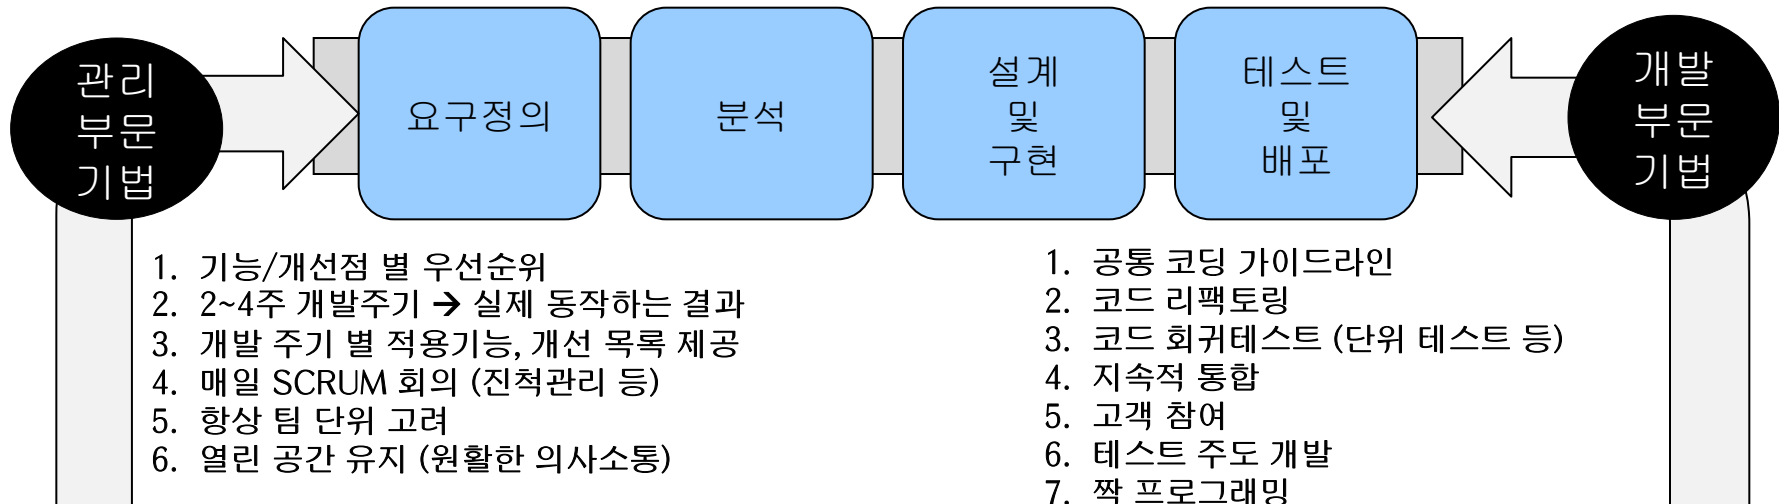 관리
부문
기법
요구정의
분석
설계
및
구현
테스트
및
배포
개발
부문
기법
1. 기능/개선점 별 우선순위
2. 2~4주 개발주기 → 실제 동작하는 결과
3. 개발 주기 별 적용기능, 개선 목록 제공
4. 매일 SCRUM 회의 (진척관리 등)
5. 항상 팀 단위 고려
6. 열린 공간 유지 (원활한 의사소통)
1. 공통 코딩 가이드라인
2. 코드 리팩토링
3. 코드 회귀테스트 (단위 테스트 등)
4. 지속적 통합
5. 고객 참여
6. 테스트 주도 개발
7. 짝 프로그래밍